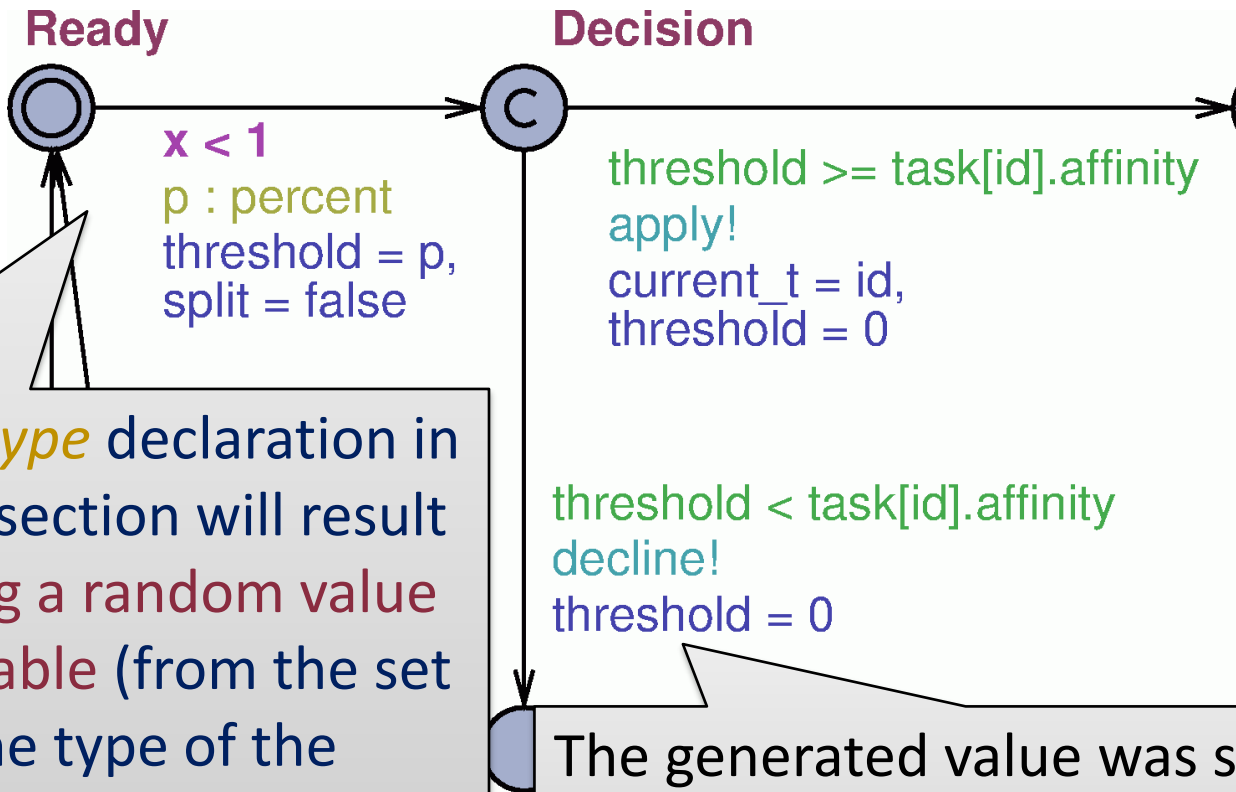 Ready
Decision
C
x < 1
p : percent
threshold = p,
split = false
threshold >= task[id].affinity
apply!
current_t = id,
threshold = 0
threshold < task[id].affinity
decline!
threshold = 0
ype declaration in
section will result
g a random value
able (from the set
e type of the
The generated value was s